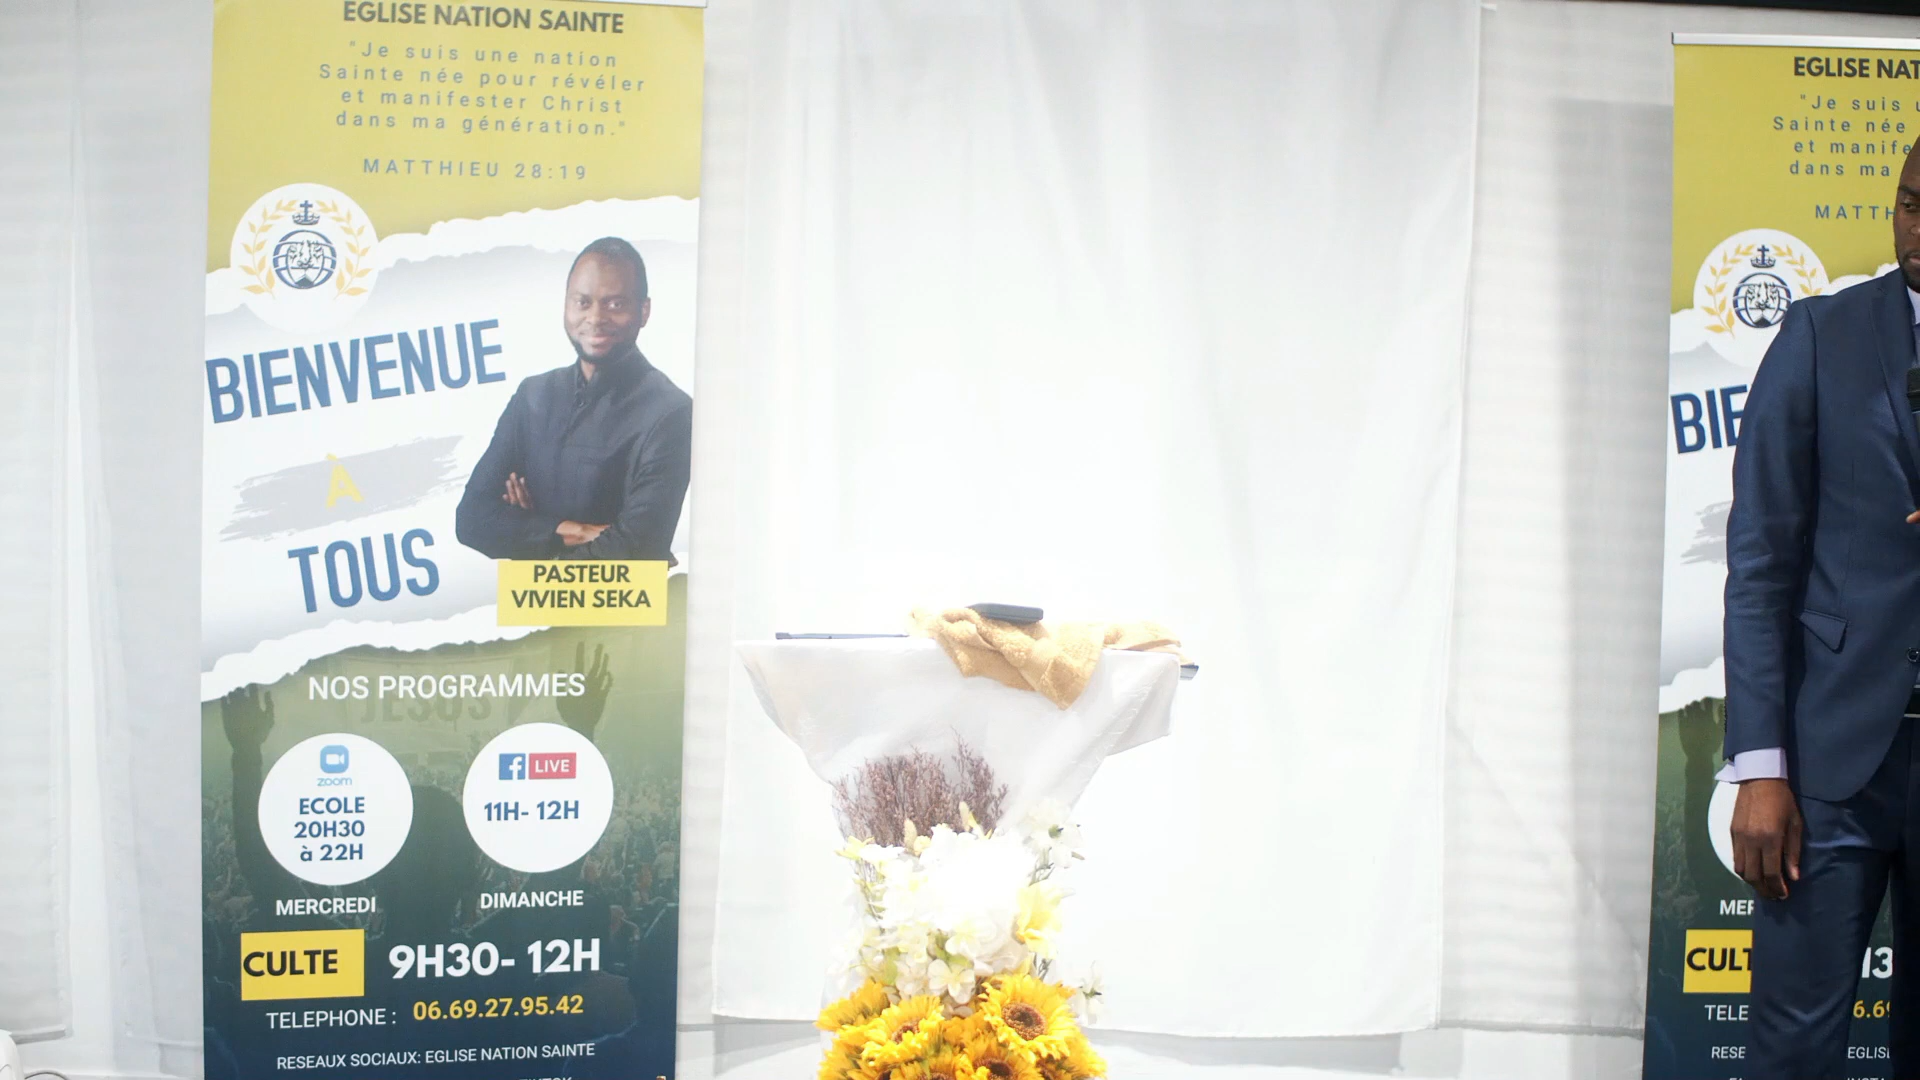 EGLISE NATION SAINTE
"Je suis une nation
Sainte née pour révéler
et manifester Christ
dans ma génération."
MATTHIEU 28:19
BIENVENUE
À
TOUS
PASTEUR
VIVIEN SEKA
NOS PROGRAMMES
JESUS
zoom
ECOLE
20H30
à 22H
MERCREDI
f LIVE
11H- 12H
DIMANCHE
CULTE
9H30- 12H
TELEPHONE : 06.69.27.95.42
RESEAUX SOCIAUX: EGLISE NATION SAINTE
EGLISE NAT
"Je suis
Sainte née
et manife
dans ma
MATTH
BIE
MER
CULT
TELE
RESE
EGLIS